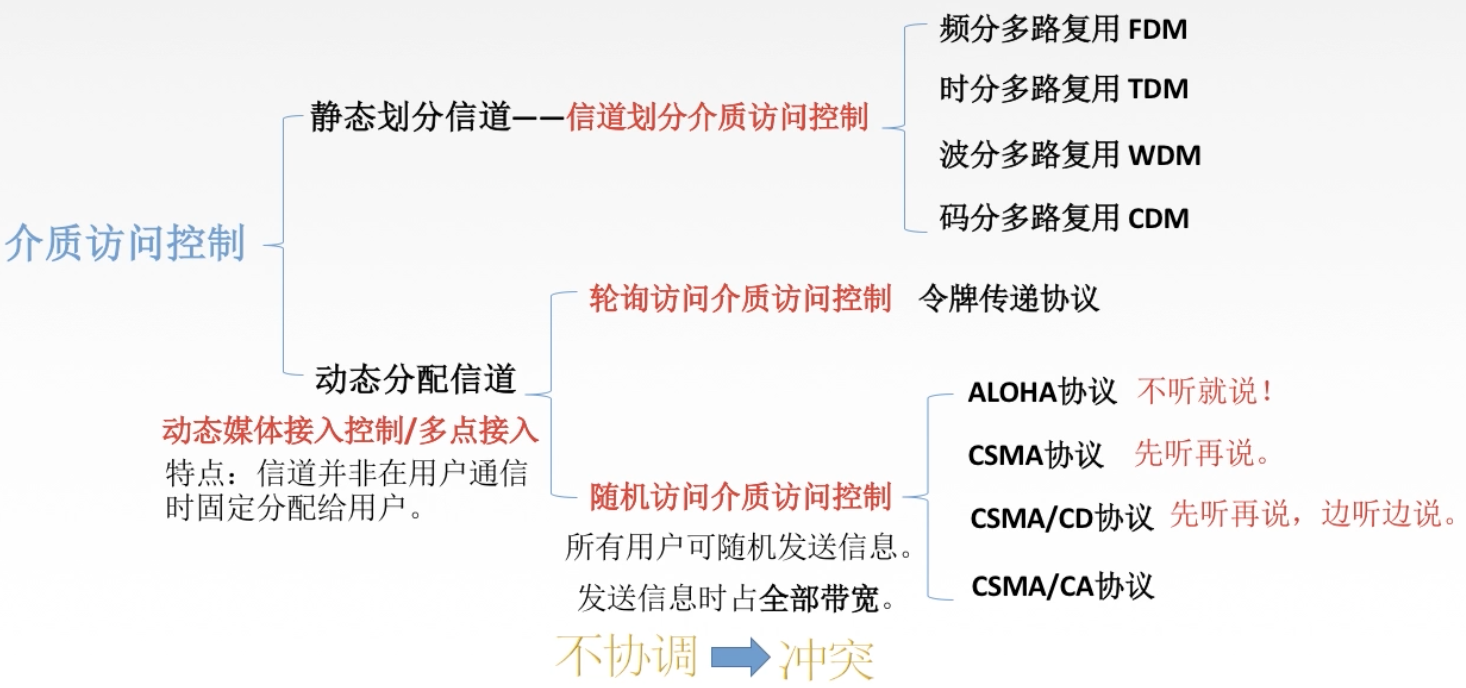 介质访问控制
静态划分信道——信道划分介质访问控制
频分多路复用 FDM
时分多路复用 TDM
波分多路复用 WDM
码分多路复用 CDM
动态分配信道
动态媒体接入控制/多点接入
特点：信道并非在用户通信
时固定分配给用户。
轮询访问介质访问控制 令牌传递协议
随机访问介质访问控制
所有用户可随机发送信息。
发送信息时占全部带宽。
ALOHA协议 不听就说！
CSMA协议 先听再说。
CSMA/CD协议 先听再说，边听边说。
CSMA/CA协议
不协调 冲突